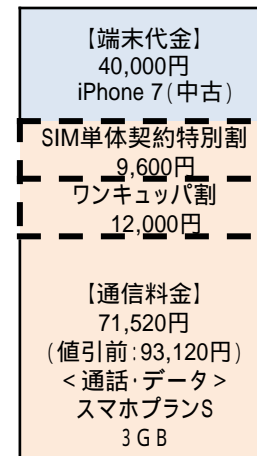 【端末代金】
40,000円
iPhone 7(中古)
SIM単体契約特別割
9,600円
ワンキュッパ割
12,000円
【通信料金】
71,520円
(値引前:93,120円)
<通話・データ>
スマホプランS
3GB